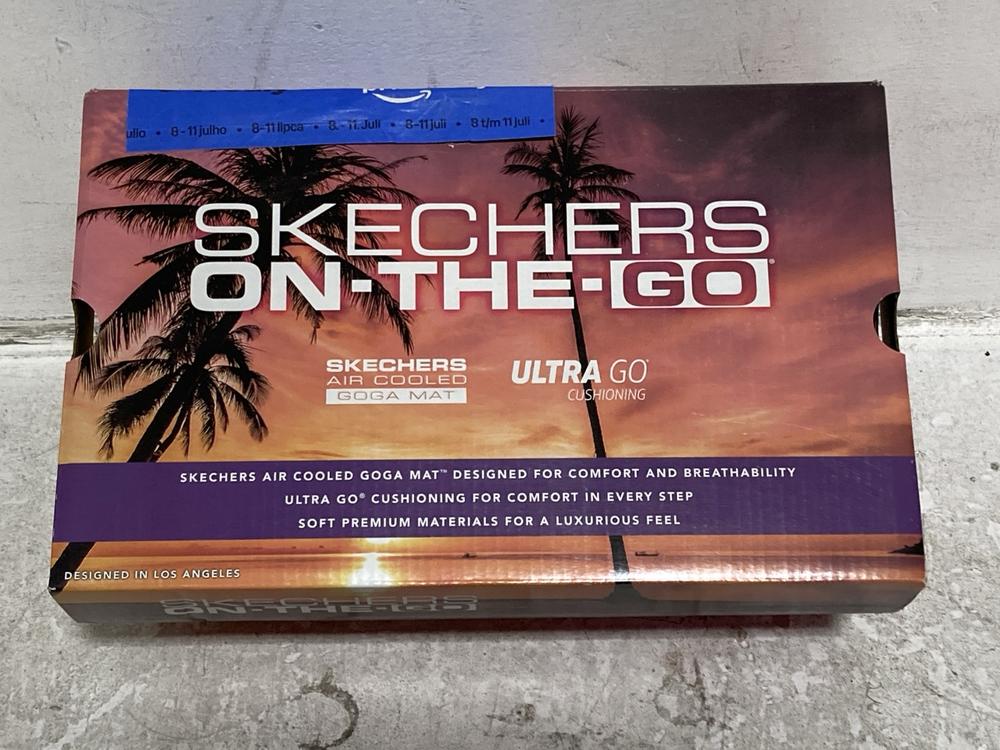 ulio • 8-11 julho • 8-11 lipca • 8.-11. Juli • 8-11 juli • 8 t/m 11 juli •
SKECHERS
ON-THE-GO®
SKECHERS
AIR COOLED
GOGA MAT
ULTRA GO®
CUSHIONING
SKECHERS AIR COOLED GOGA MAT™ DESIGNED FOR COMFORT AND BREATHABILITY
ULTRA GO® CUSHIONING FOR COMFORT IN EVERY STEP
SOFT PREMIUM MATERIALS FOR A LUXURIOUS FEEL
DESIGNED IN LOS ANGELES
SKECHERS
ON-THE-GO